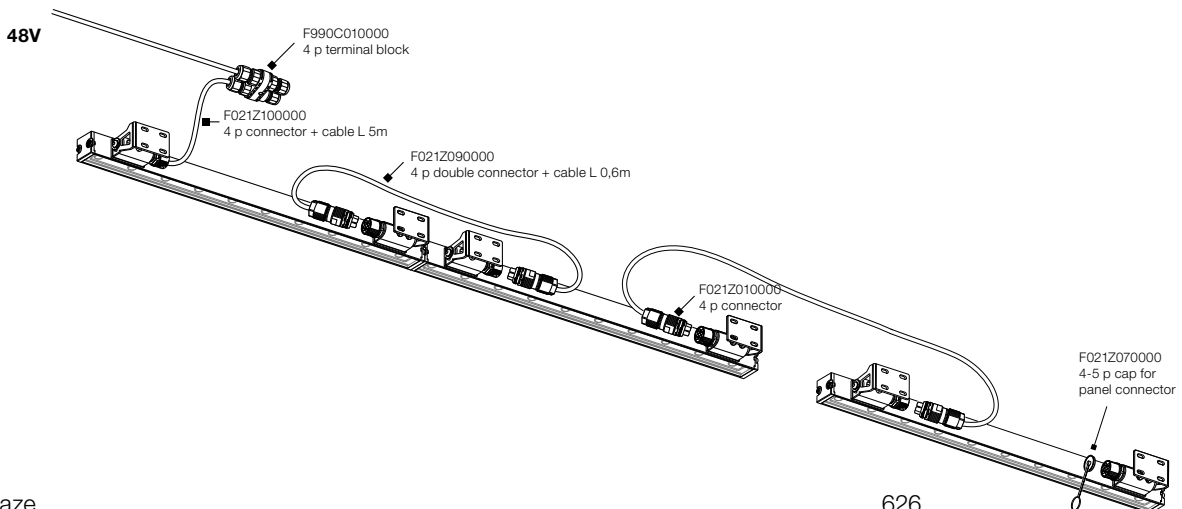 48V
F990C010000
4 p terminal block
F021Z100000
4 p connector + cable L 5m
F021Z090000
4 p double connector + cable L 0,6m
F021Z010000
4 p connector
F021Z070000
4-5 p cap for
panel connector
626